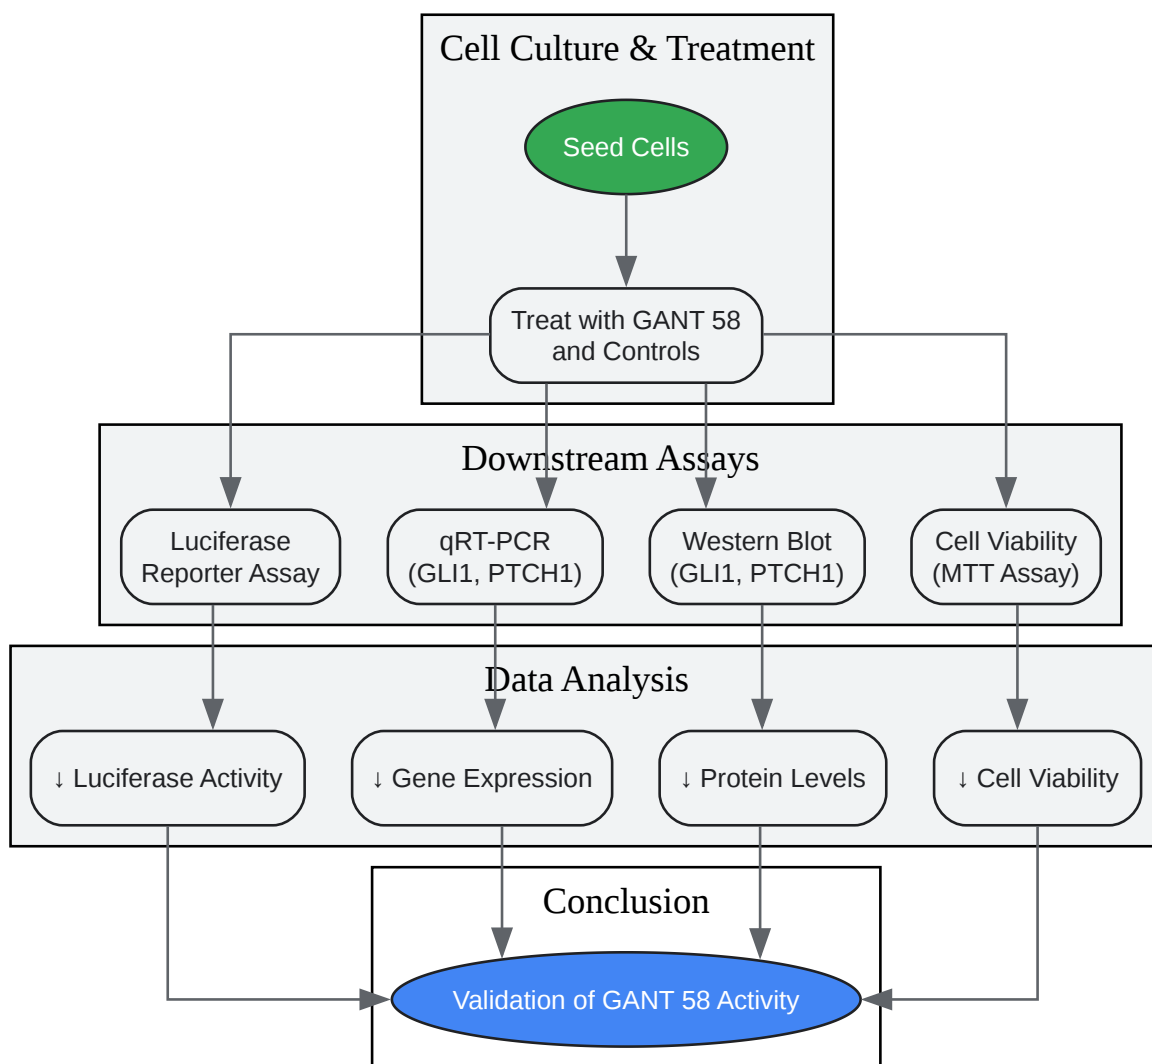 Cell Culture & Treatment
Seed Cells
Treat with GANT 58
and Controls
Downstream Assays
Luciferase
Reporter Assay
qRT-PCR
(GLI1, PTCH1)
Western Blot
(GLI1, PTCH1)
Cell Viability
(MTT Assay)
Data Analysis
↓ Luciferase Activity
↓ Gene Expression
↓ Protein Levels
↓ Cell Viability
Conclusion
Validation of GANT 58 Activity